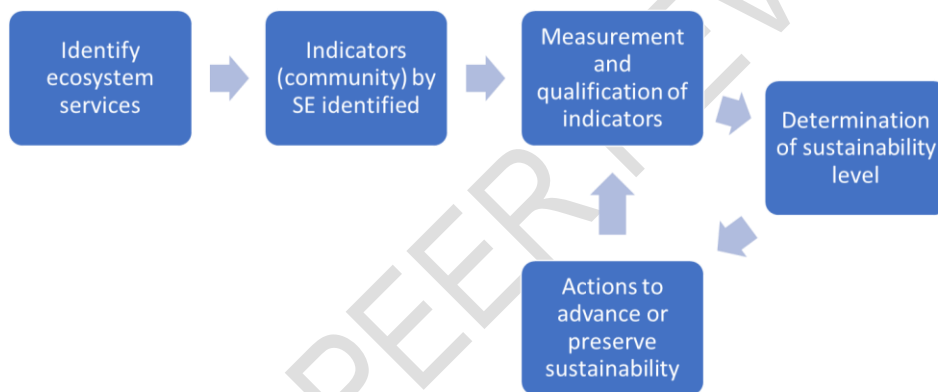 Identify
ecosystem
services
Indicators
(community) by
SE identified
Measurement
and
qualification of
indicators
Determination
of sustainability
level
Actions to
advance or
preserve
sustainability
PEER